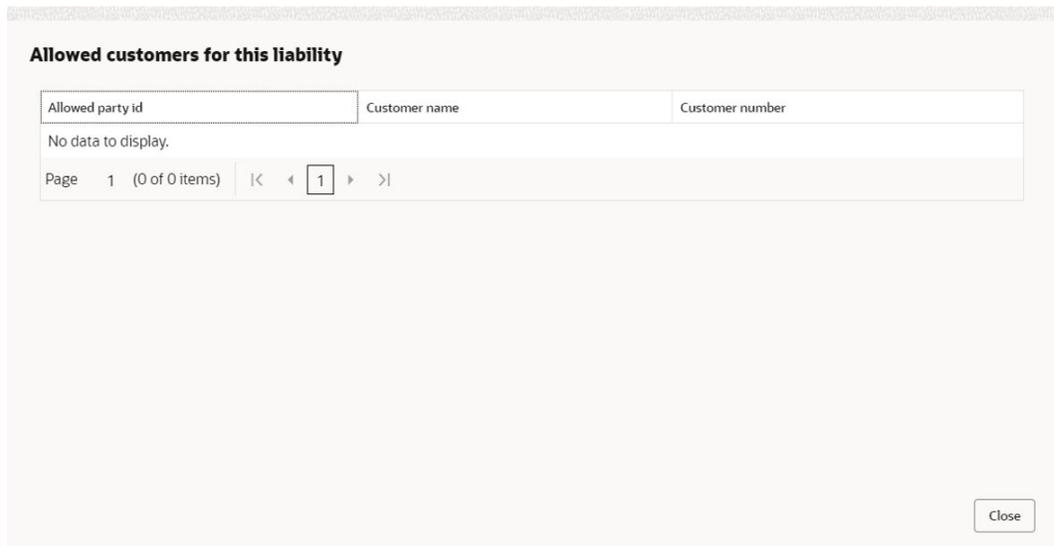 Allowed customers for this liability
Allowed party id Customer name Customer number
No data to display.
Page 1 (0 of 0 items) 1
Close